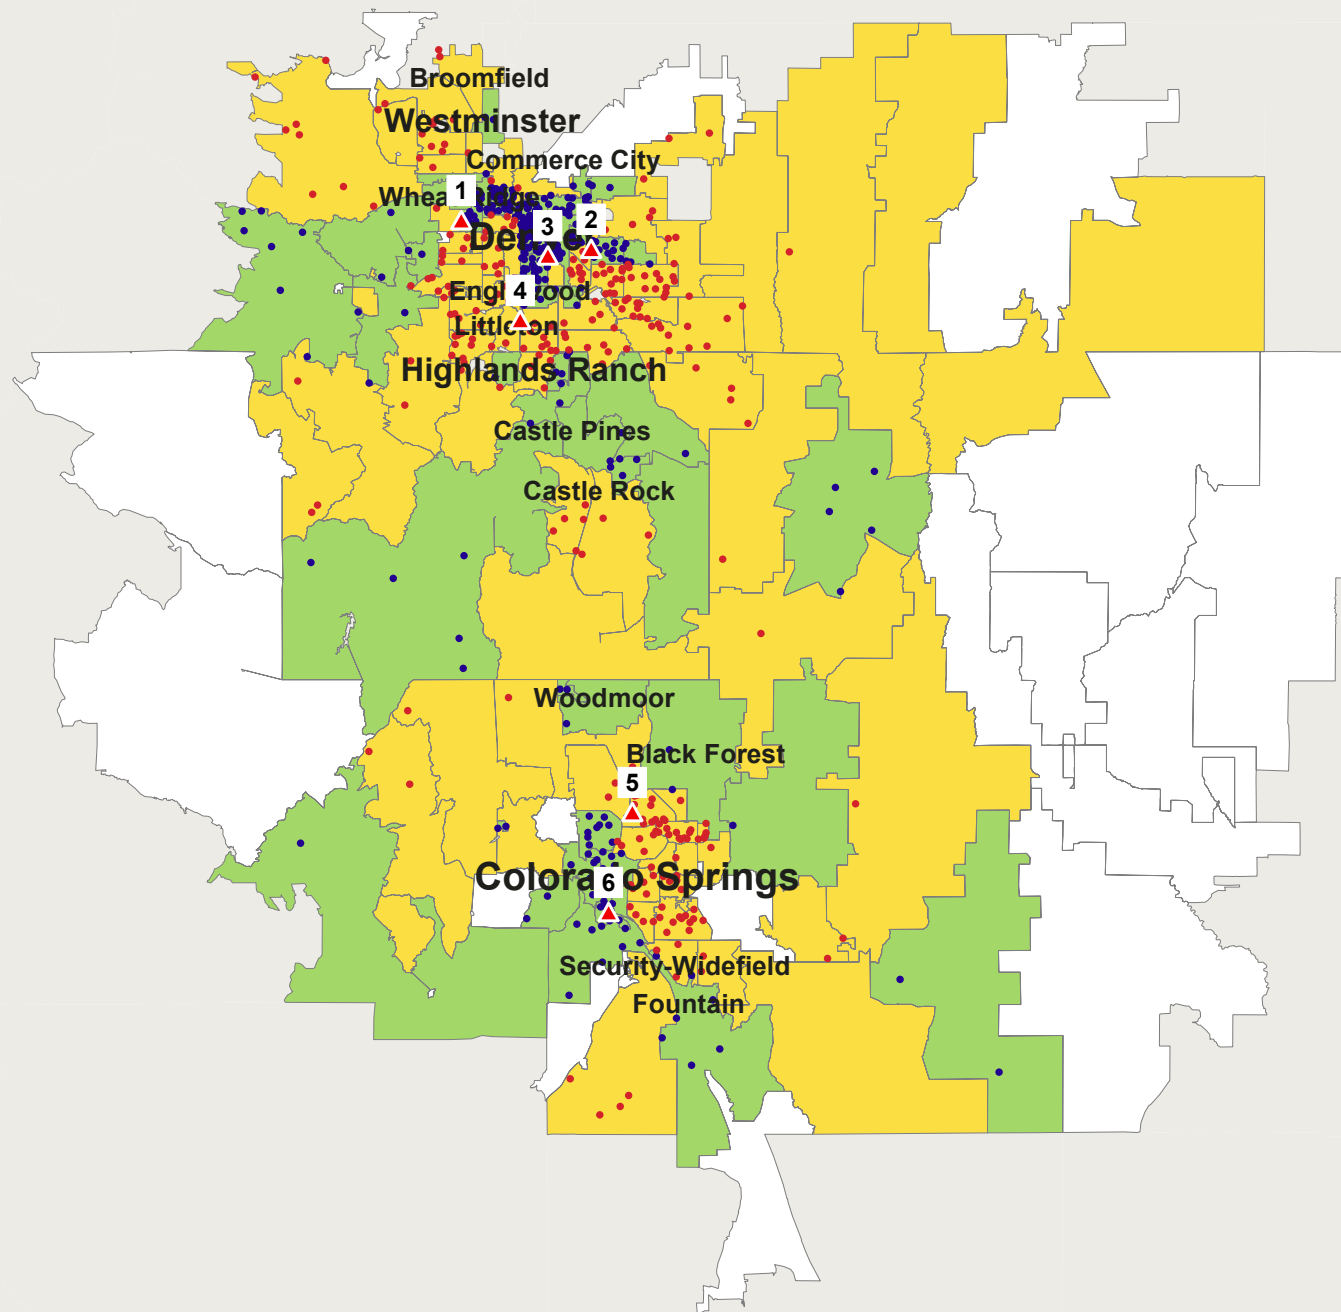 Broomfield
Westminster
Commerce City
1
2
3
4
Littleton
Highlands Ranch
Castle Pines
Castle Rock
Woodmoor
Black Forest
5
Springs
6
Security-Widefield
Fountain